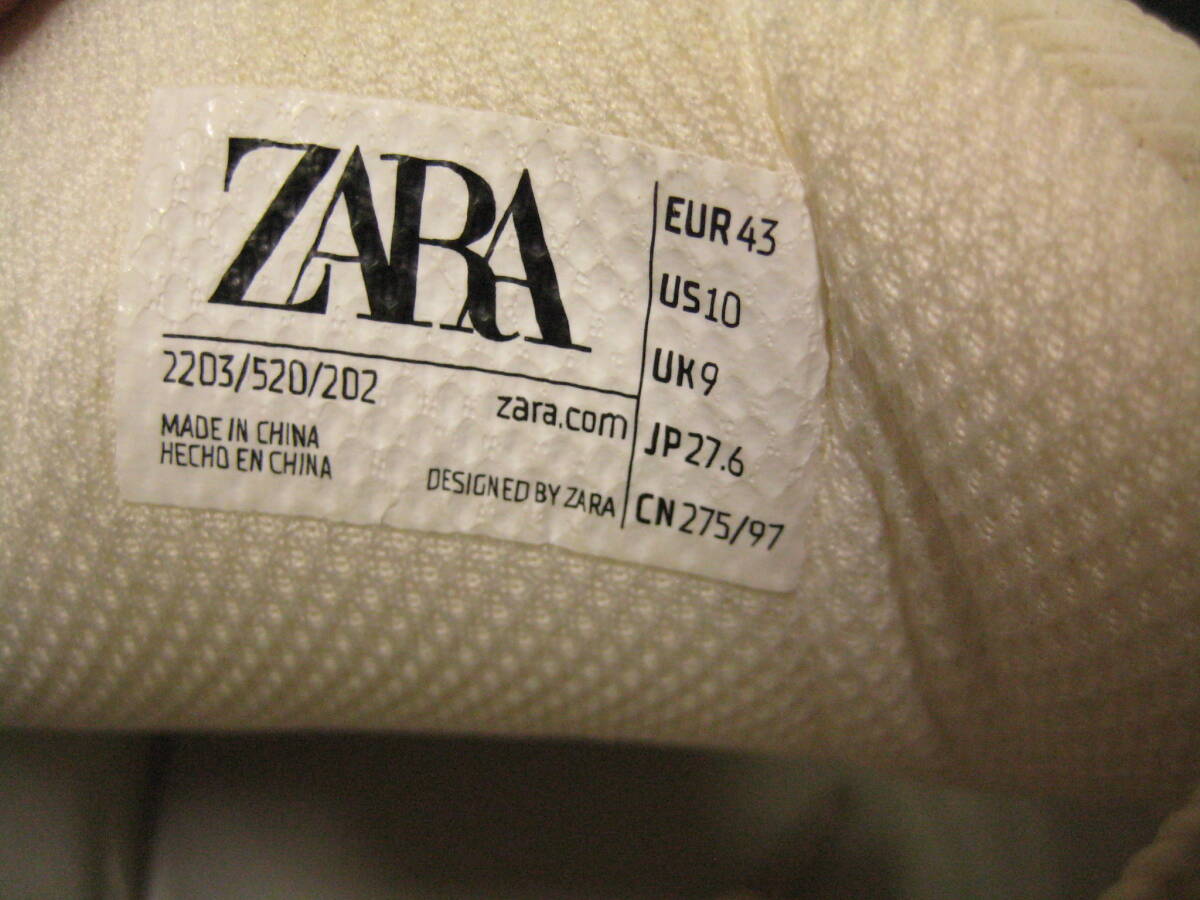 ZARA
2203/520/202
zara.com
MADE IN CHINA
HECHO EN CHINA
DESIGNED BY ZARA
EUR 43
US 10
UK 9
JP 27.6
CN 275/97